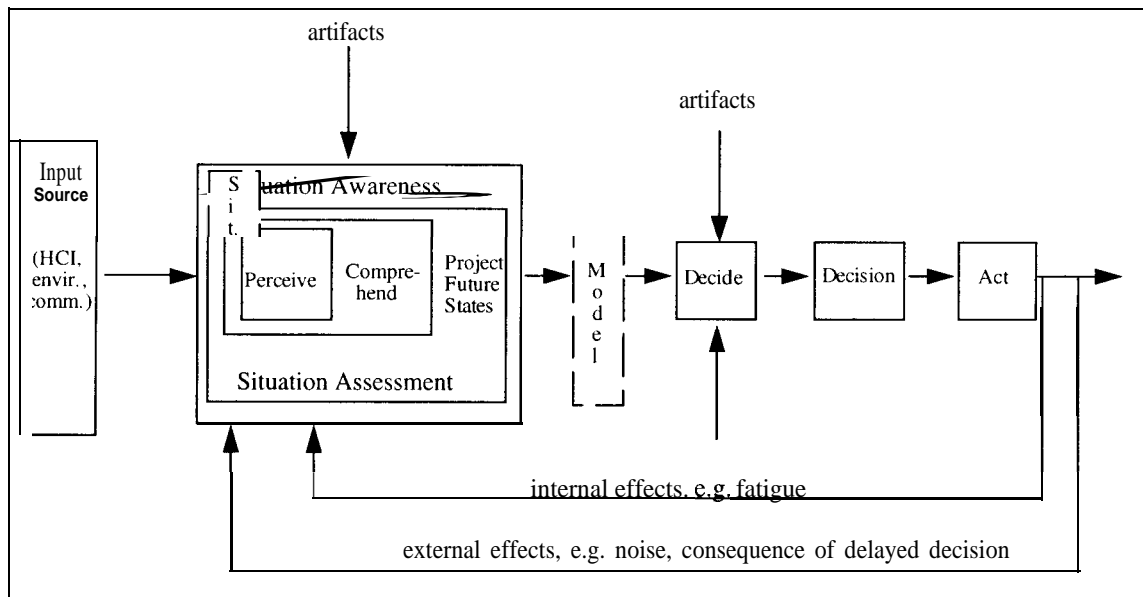 artifacts
artifacts
Input
Source
(HCI,
envir.,
comm.)
S
i
t.
uation Awareness
Perceive
Compre-
hend
Project
Future
States
Situation Assessment
M
o
d
e
l
Decide
Decision
Act
internal effects. e.g. fatigue
external effects, e.g. noise, consequence of delayed decision